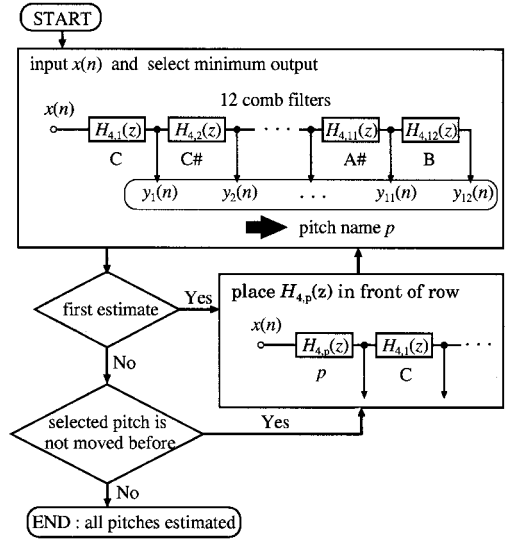 START
input x(n) and select minimum output
12 comb filters
x(n)
H4,1(z) H4,2(z) · · · H4,11(z) H4,12(z)
C C# A# B
y1(n) y2(n) . . . y11(n) y12(n)
pitch name p
first estimate
Yes
No
place H4,p(z) in front of row
x(n)
H4,p(z) H4,1(z) · · ·
p C
selected pitch is
not moved before
Yes
No
END : all pitches estimated